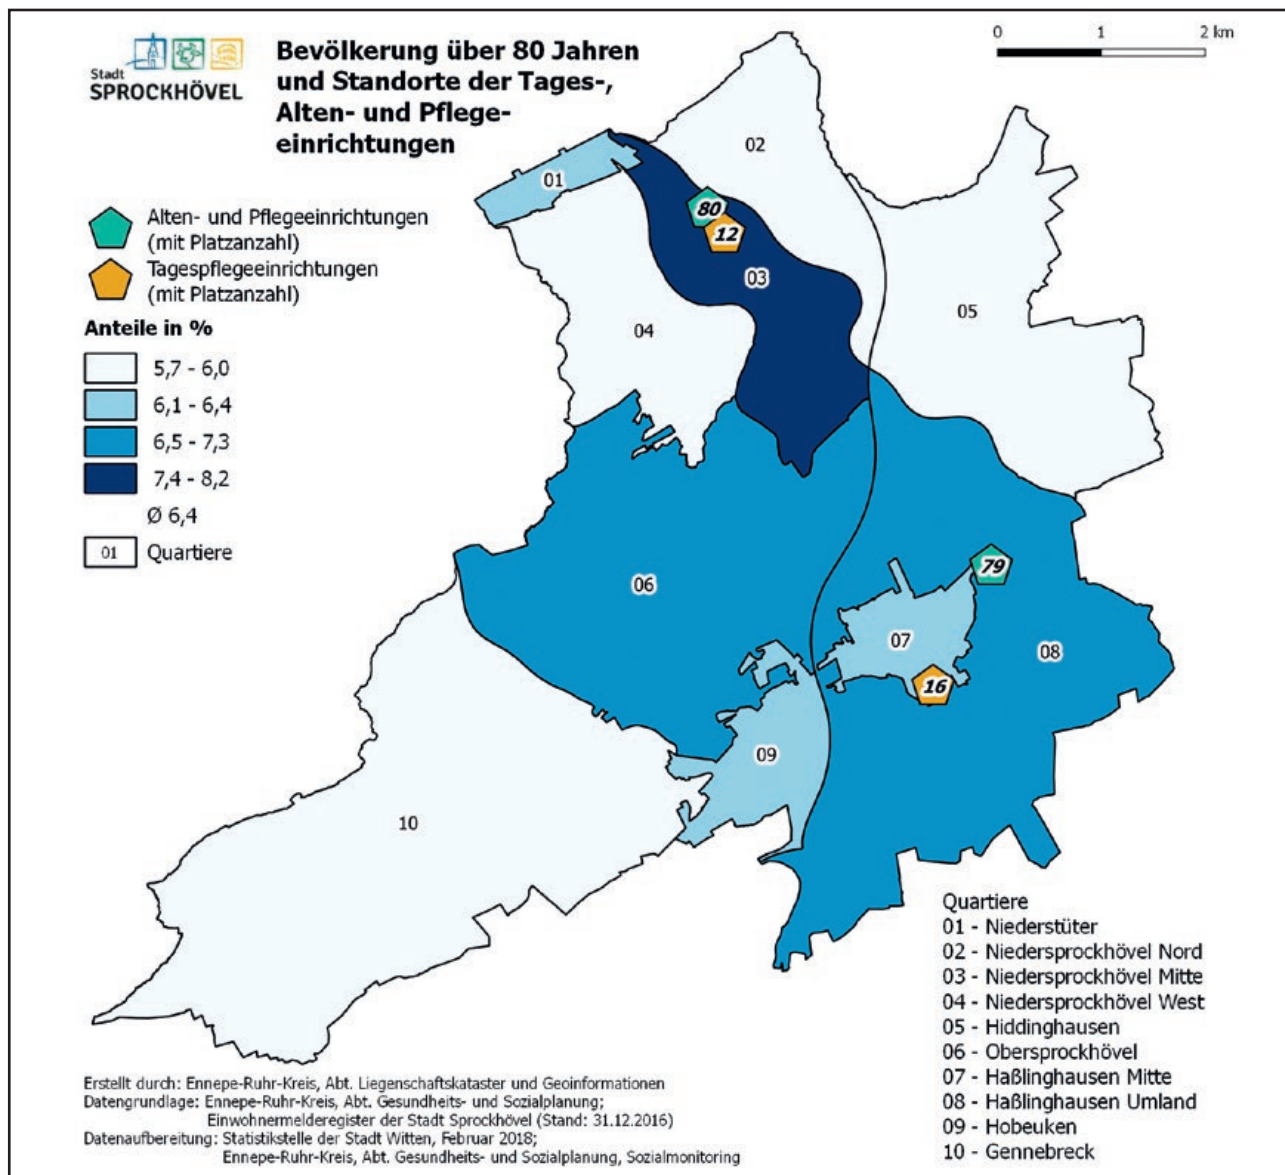 Stadt
SPROCKHÖVEL
Bevölkerung über 80 Jahren
und Standorte der Tages-,
Alten- und Pflege-
einrichtungen
0 1 2 km
Alten- und Pflegeeinrichtungen
(mit Platzanzahl)
Tagespflegeeinrichtungen
(mit Platzanzahl)
Anteile in %
5,7 - 6,0
6,1 - 6,4
6,5 - 7,3
7,4 - 8,2
Ø 6,4
01 Quartiere
02
01
80
12
03
05
04
79
06
07
08
16
09
10
Quartiere
01 - Niederstüter
02 - Niedersprockhövel Nord
03 - Niedersprockhövel Mitte
04 - Niedersprockhövel West
05 - Hiddinghausen
06 - Obersprockhövel
07 - Haßlinghausen Mitte
08 - Haßlinghausen Umland
09 - Hobeuken
10 - Gennebreck
Erstellt durch: Ennepe-Ruhr-Kreis, Abt. Liegenschaftskataster und Geoinformationen
Datengrundlage: Ennepe-Ruhr-Kreis, Abt. Gesundheits- und Sozialplanung;
Einwohnermelderegister der Stadt Sprockhövel (Stand: 31.12.2016)
Datenaufbereitung: Statistikstelle der Stadt Witten, Februar 2018;
Ennepe-Ruhr-Kreis, Abt. Gesundheits- und Sozialplanung, Sozialmonitoring